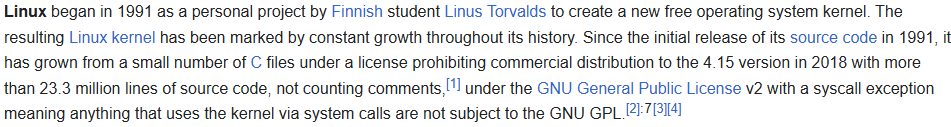 Linux began in 1991 as a personal project by Finnish student Linus Torvalds to create a new free operating system kernel. The
resulting Linux kernel has been marked by constant growth throughout its history. Since the initial release of its source code in 1991, it
has grown from a small number of C files under a license prohibiting commercial distribution to the 4.15 version in 2018 with more
than 23.3 million lines of source code, not counting comments,[1] under the GNU General Public License v2 with a syscall exception
meaning anything that uses the kernel via system calls are not subject to the GNU GPL.[2]:7[3][4]